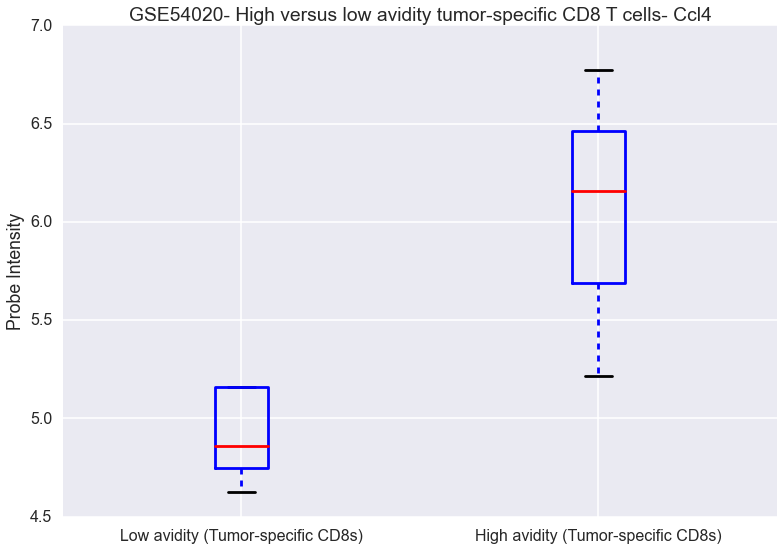 GSE54020- High versus low avidity tumor-specific CD8 T cells- Ccl4
7.0
6.5
6.0
5.5
5.0
4.5
Probe Intensity
Low avidity (Tumor-specific CD8s)
High avidity (Tumor-specific CD8s)